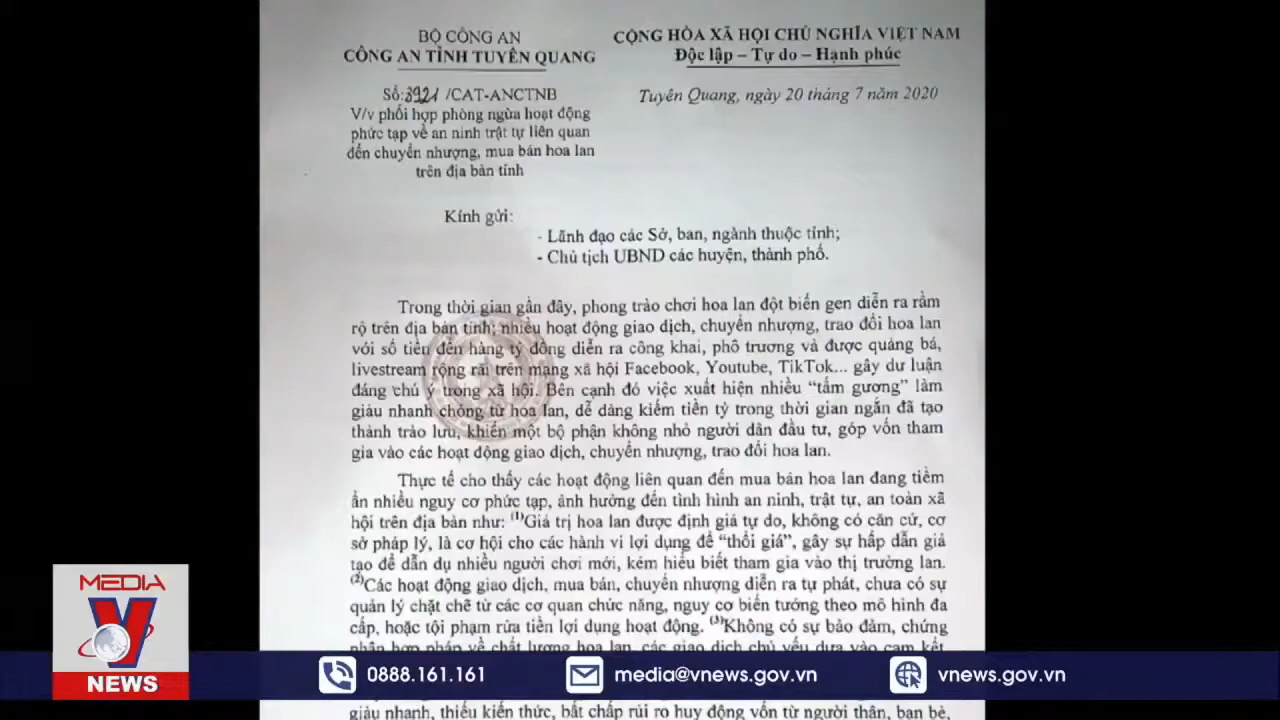 BỘ CÔNG AN
CÔNG AN TỈNH TUYÊN QUANG
CỘNG HÒA XÃ HỘI CHỦ NGHĨA VIỆT NAM
Độc lập – Tự do – Hạnh phúc
Số:3921 /CAT-ANCTNB
V/v phối hợp phòng ngừa hoạt động
phức tạp về an ninh trật tự liên quan
đến chuyển nhượng, mua bán hoa lan
trên địa bàn tỉnh
Tuyên Quang, ngày 20 tháng 7 năm 2020
Kính gửi:
- Lãnh đạo các Sở, ban, ngành thuộc tỉnh;
- Chủ tịch UBND các huyện, thành phố.
Trong thời gian gần đây, phong trào chơi hoa lan đột biến gen diễn ra rầm
rộ trên địa bàn tỉnh; nhiều hoạt động giao dịch, chuyển nhượng, trao đổi hoa lan
với số tiền đến hàng tỷ đồng diễn ra công khai, phô trương và được quảng bá,
livestream rộng rãi trên mạng xã hội Facebook, Youtube, TikTok... gây dư luận
đáng chú ý trong xã hội. Bên cạnh đó việc xuất hiện nhiều “tấm gương” làm
giàu nhanh chóng từ hoa lan, dễ dàng kiếm tiền tỷ trong thời gian ngắn đã tạo
thành trào lưu, khiến một bộ phận không nhỏ người dân đầu tư, góp vốn tham
gia vào các hoạt động giao dịch, chuyển nhượng, trao đổi hoa lan.
Thực tế cho thấy các hoạt động liên quan đến mua bán hoa lan đang tiềm
ẩn nhiều nguy cơ phức tạp, ảnh hưởng đến tình hình an ninh, trật tự, an toàn xã
hội trên địa bàn như: (1)Giá trị hoa lan được định giá tự do, không có căn cứ, cơ
sở pháp lý, là cơ hội cho các hành vi lợi dụng để “thổi giá”, gây sự hấp dẫn giả
tạo để dẫn dụ nhiều người chơi mới, kém hiểu biết tham gia vào thị trường lan.
(2)Các hoạt động giao dịch, mua bán, chuyển nhượng diễn ra tự phát, chưa có sự
quản lý chặt chẽ từ các cơ quan chức năng, nguy cơ biến tướng theo mô hình đa
cấp, hoặc tội phạm rửa tiền lợi dụng hoạt động. (3)Không có sự bảo đảm, chứng
nhận hợp pháp về chất lượng hoa lan, các giao dịch chủ yếu dựa vào cam kết
giàu nhanh, thiếu kiến thức, bất chấp rủi ro huy động vốn từ người thân, bạn bè,
MEDIA
V
NEWS
0888.161.161
media@vnews.gov.vn
vnews.gov.vn